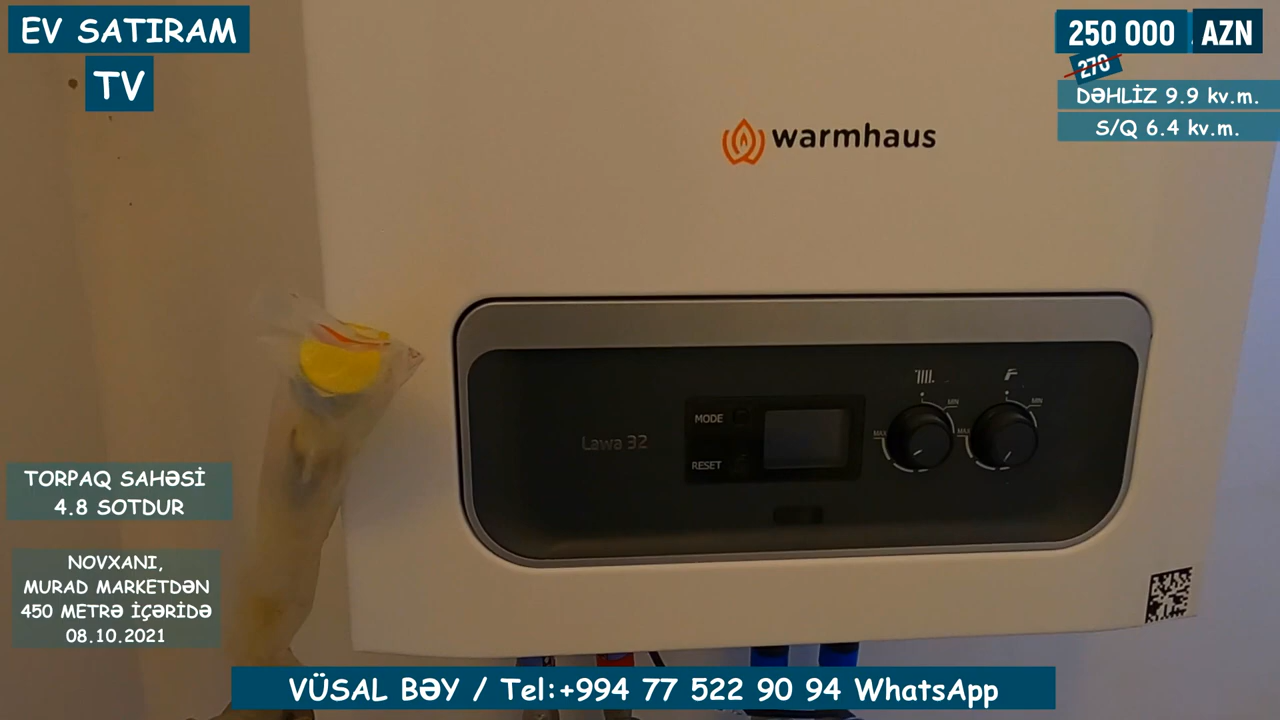 EV SATIRAM
TV
250 000 AZN
270
DƏHLİZ 9.9 kv.m.
S/Q 6.4 kv.m.
warmhaus
MODE
Lawa 32
RESET
MIN
MAX
MIN
MAX
TORPAQ SAHƏSİ
4.8 SOTDUR
NOVXANI,
MURAD MARKETDƏN
450 METRƏ İÇƏRİDƏ
08.10.2021
VÜSAL BƏY / Tel:+994 77 522 90 94 WhatsApp